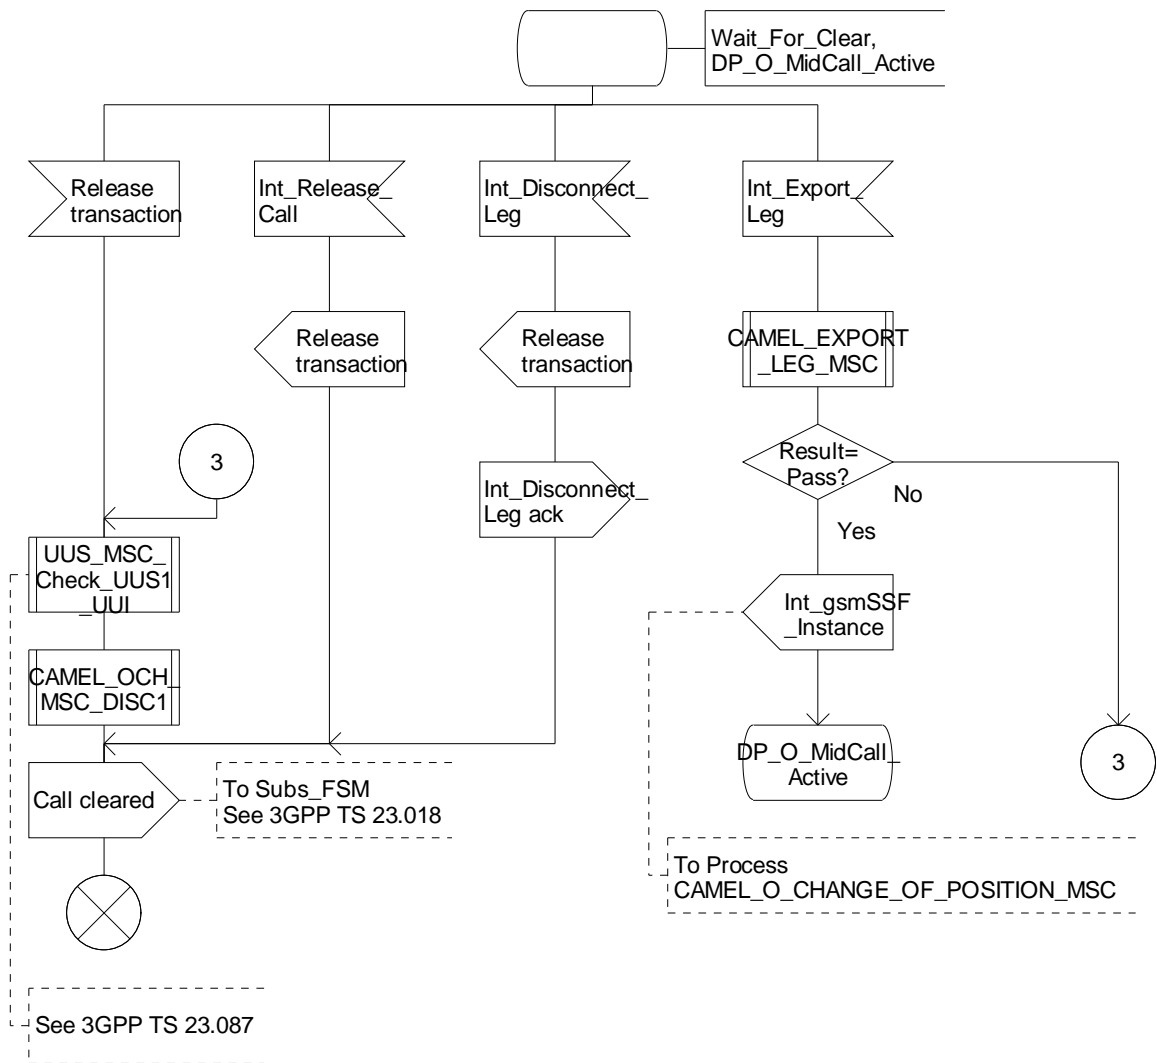 Wait_For_Clear,
DP_O_MidCall_Active
Release
transaction
Int_Release_
Call
Int_Disconnect_
Leg
Int_Export_
Leg
Release
transaction
Release
transaction
CAMEL_EXPORT
_LEG_MSC
3
Result=
Pass?
No
Int_Disconnect_
Leg ack
Yes
UUS_MSC_
Check_UUS1
_UUI
Int_gsmSSF
_Instance
CAMEL_OCH_
MSC_DISC1
DP_O_MidCall_
Active
3
Call cleared
To Subs_FSM
See 3GPP TS 23.018
To Process
CAMEL_O_CHANGE_OF_POSITION_MSC
See 3GPP TS 23.087